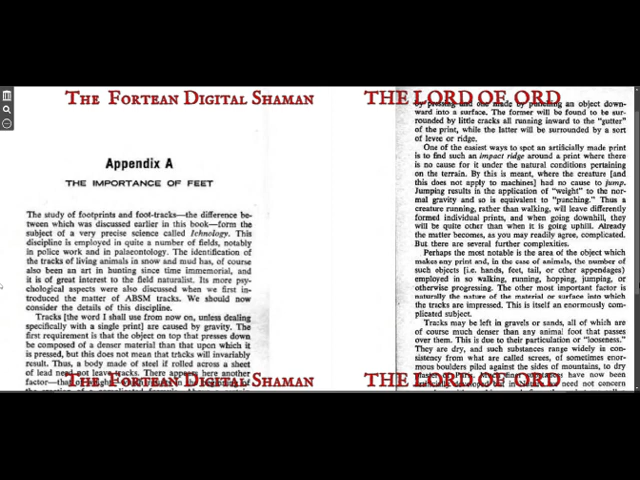 THE FORTEAN DIGITAL SHAMAN
Appendix A
THE IMPORTANCE OF FEET
The study of footprints and foot-tracks—the difference be-
tween which was discussed earlier in this book—form the
subject of a very precise science called Ichnology. This
discipline is employed in quite a number of fields, notably
in police work and in palaeontology. The identification of
the tracks of living animals in snow and mud has, of course
also been an art in hunting since time immemorial, and
it is of great interest to the field naturalist. Its more psy-
chological aspects were also discussed when we first in-
troduced the matter of ABSM tracks. We should now
consider the details of this discipline.
Tracks [the word I shall use from now on, unless dealing
specifically with a single print] are caused by gravity. The
first requirement is that the object on top that presses down
be composed of a denser material than that upon which it
is pressed, but this does not mean that tracks will invariably
result. Thus, a body made of steel if rolled across a sheet
of lead need not leave tracks. There appears here another
THE FORTEAN DIGITAL SHAMAN
THE LORD OF ORD
by pressing and one made by punching an object down-
ward into a surface. The former will be found to be sur-
rounded by little cracks all running inward to the "gutter"
of the print, while the latter will be surrounded by a sort
of levee or ridge.
One of the easiest ways to spot an artificially made print
is to find such an impact ridge around a print where there
is no cause for it under the natural conditions pertaining
on the terrain. By this is meant, where the creature [and
this does not apply to machines] had no cause to jump.
Jumping results in the application of "weight" to the nor-
mal gravity and so is equivalent to "punching." Thus a
creature running, rather than walking, will leave differently
formed individual prints, and when going downhill, they
will be quite other than when it is going uphill. Already
the matter becomes, as you may readily agree, complicated.
But there are several further complexities.
Perhaps the most notable is the area of the object which
makes any print and, in the case of animals, the number of
such objects [i.e. hands, feet, tail, or other appendages]
employed in so walking, running, hopping, jumping, or
otherwise progressing. The other most important factor is
naturally the nature of the material or surface into which
the tracks are impressed. This is itself an enormously com-
plicated subject.
Tracks may be left in gravels or sands, all of which are
of course much denser than any animal foot that passes
over them. This is due to their particulation or "looseness."
They are dry, and such substances range widely in con-
sistency from what are called screes, of sometimes enor-
mous boulders piled against the sides of mountains, to dry
THE LORD OF ORD